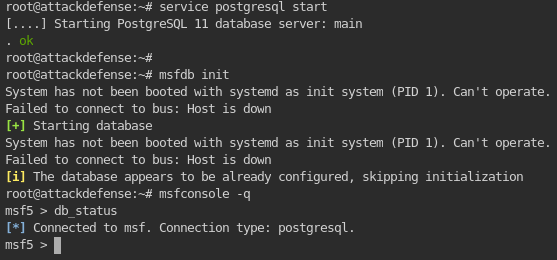 root@attackdefense:~# service postgresql start
[....] Starting PostgreSQL 11 database server: main
. ok
root@attackdefense:~#
root@attackdefense:~# msfdb init
System has not been booted with systemd as init system (PID 1). Can't operate.
Failed to connect to bus: Host is down
[+] Starting database
System has not been booted with systemd as init system (PID 1). Can't operate.
Failed to connect to bus: Host is down
[i] The database appears to be already configured, skipping initialization
root@attackdefense:~# msfconsole -q
msf5 > db_status
[*] Connected to msf. Connection type: postgresql.
msf5 >